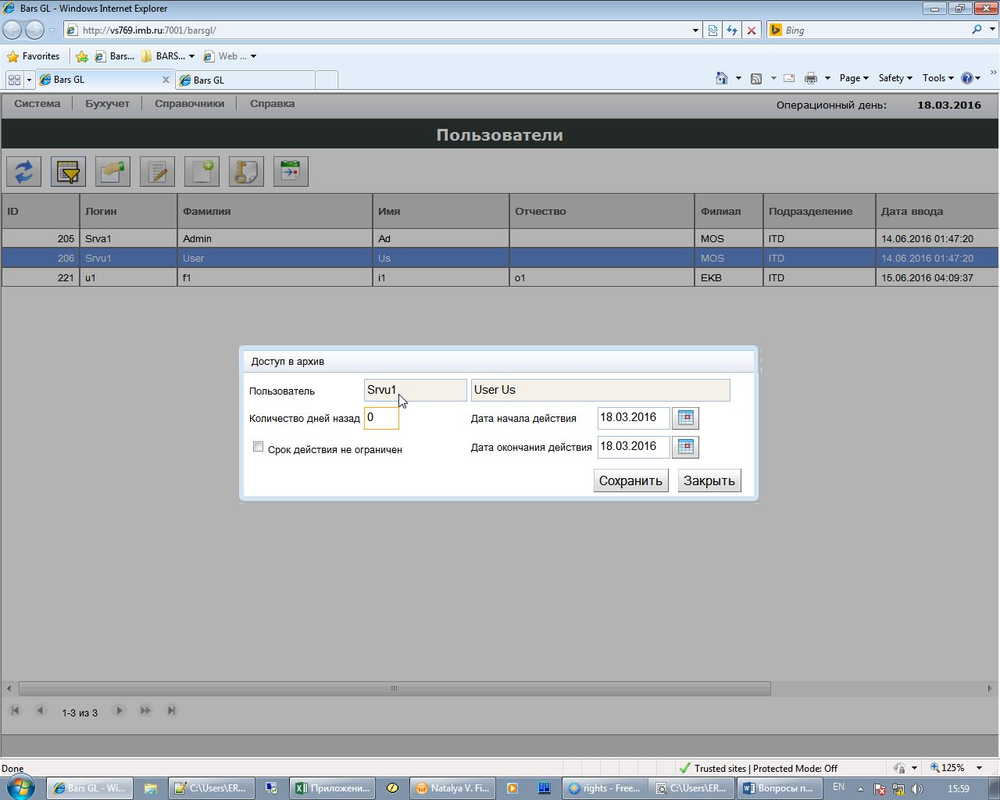 Bars GL - Windows Internet Explorer
http://vs769.imb.ru:7001/barsgl/
Bing
Favorites Bars... BARS... Web ...
Bars GL Bars GL Page Safety Tools
Система Бухучет Справочники Справка Операционный день: 18.03.2016
Пользователи
ID Логин Фамилия Имя Отчество Филиал Подразделение Дата ввода
205 Srva1 Admin Ad MOS ITD 14.06.2016 01:47:20
206 Srvu1 User Us MOS ITD 14.06.2016 01:47:20
221 u1 f1 i1 o1 EKB ITD 15.06.2016 04:09:37
Доступ в архив
Пользователь Srvu1 User Us
Количество дней назад 0 Дата начала действия 18.03.2016
Срок действия не ограничен Дата окончания действия 18.03.2016
Сохранить Закрыть
1-3 из 3
Done Trusted sites | Protected Mode: Off 125%
Bars GL - Wi... C:\Users\ER... Приложени... Natalya V. Fi... rights - Free... C:\Users\ER... Вопросы п... EN 15:59